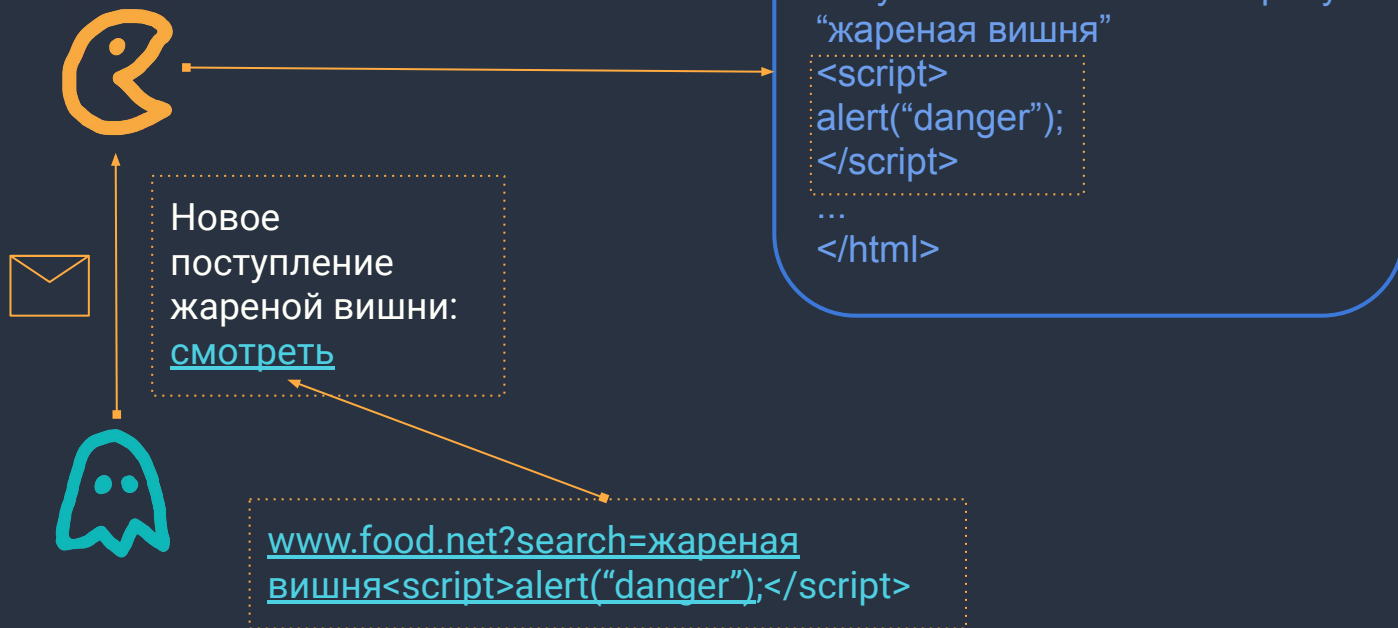 “жареная вишня”
<script>
alert(“danger”);
</script>
...
</html>
Новое
поступление
жареной вишни:
смотреть
www.food.net?search=жареная
вишня<script>alert(“danger”);</script>